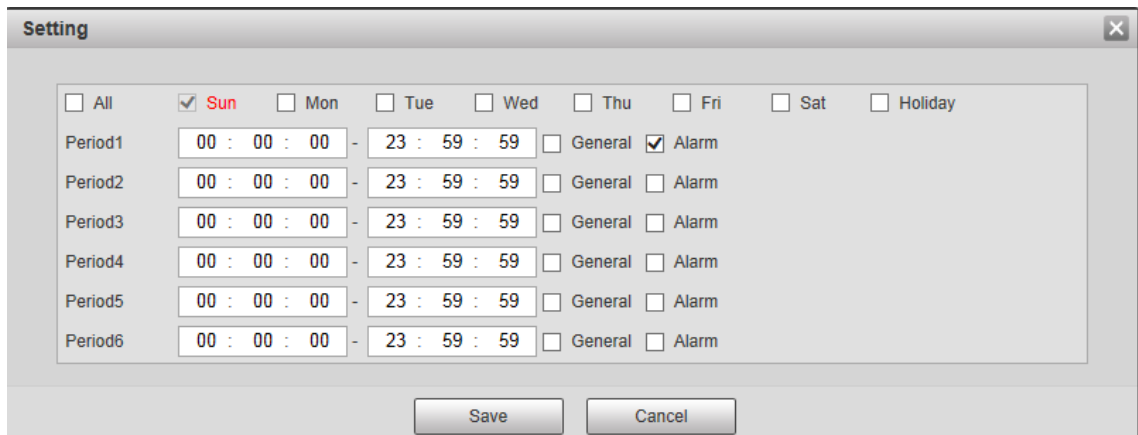 Setting
All Sun Mon Tue Wed Thu Fri Sat Holiday
Period1 00 : 00 : 00 - 23 : 59 : 59 General Alarm
Period2 00 : 00 : 00 - 23 : 59 : 59 General Alarm
Period3 00 : 00 : 00 - 23 : 59 : 59 General Alarm
Period4 00 : 00 : 00 - 23 : 59 : 59 General Alarm
Period5 00 : 00 : 00 - 23 : 59 : 59 General Alarm
Period6 00 : 00 : 00 - 23 : 59 : 59 General Alarm
Save Cancel